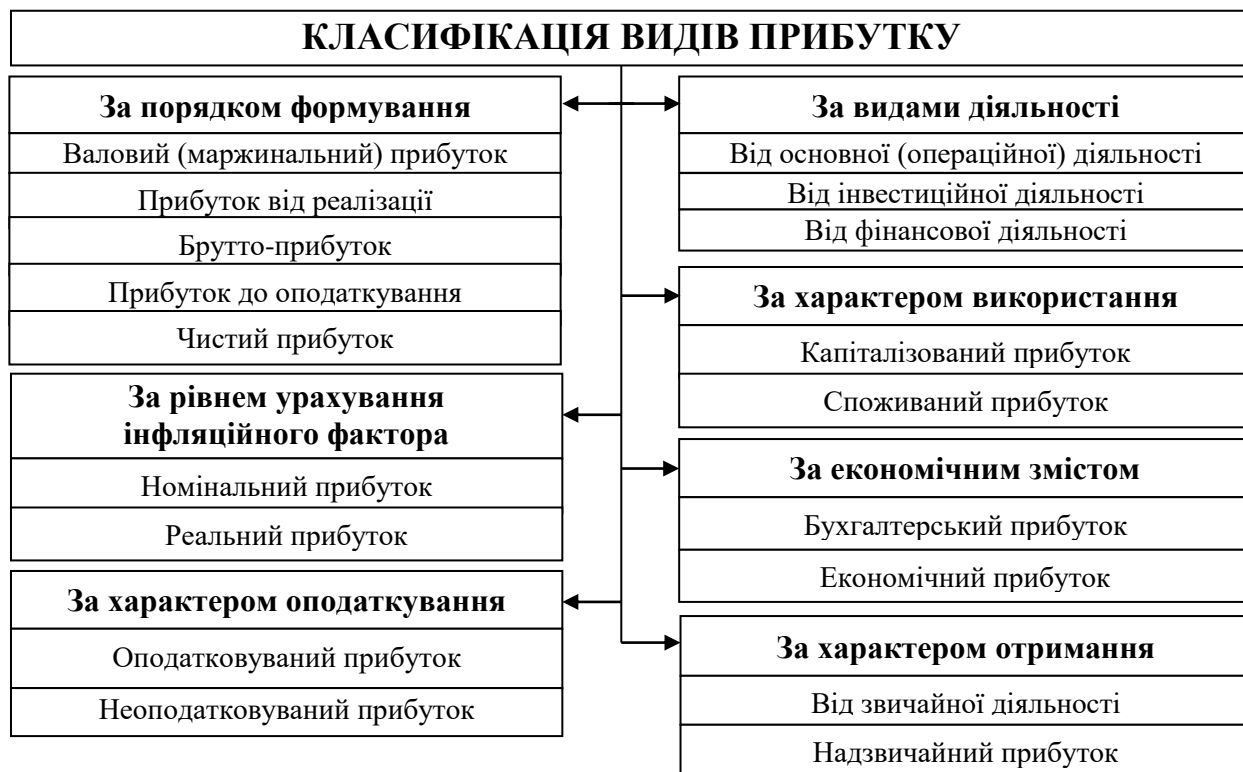 КЛАСИФІКАЦІЯ ВИДІВ ПРИБУТКУ
За порядком формування
Валовий (маржинальний) прибуток
Прибуток від реалізації
Брутто-прибуток
Прибуток до оподаткування
Чистий прибуток
За рівнем урахування
інфляційного фактора
Номінальний прибуток
Реальний прибуток
За характером оподаткування
Оподатковуваний прибуток
Неоподатковуваний прибуток
За видами діяльності
Від основної (операційної) діяльності
Від інвестиційної діяльності
Від фінансової діяльності
За характером використання
Капіталізований прибуток
Споживаний прибуток
За економічним змістом
Бухгалтерський прибуток
Економічний прибуток
За характером отримання
Від звичайної діяльності
Надзвичайний прибуток